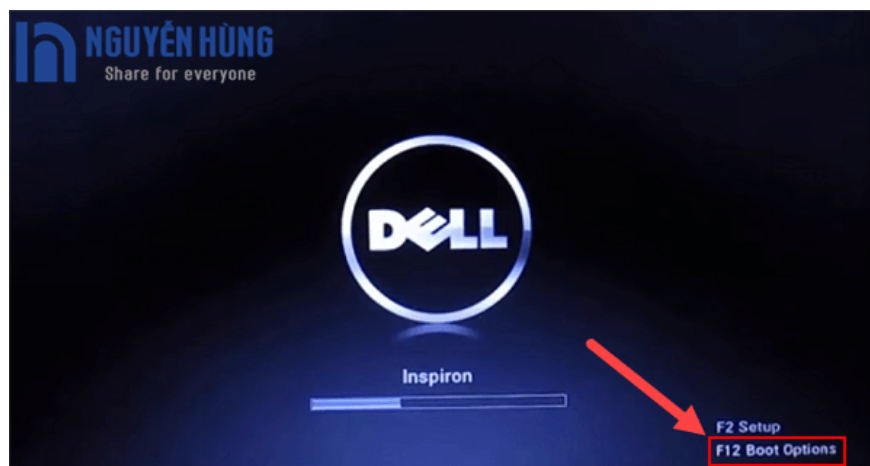 NGUYỄN HÙNG
Share for everyone
DELL
Inspiron
F2 Setup
F12 Boot Options